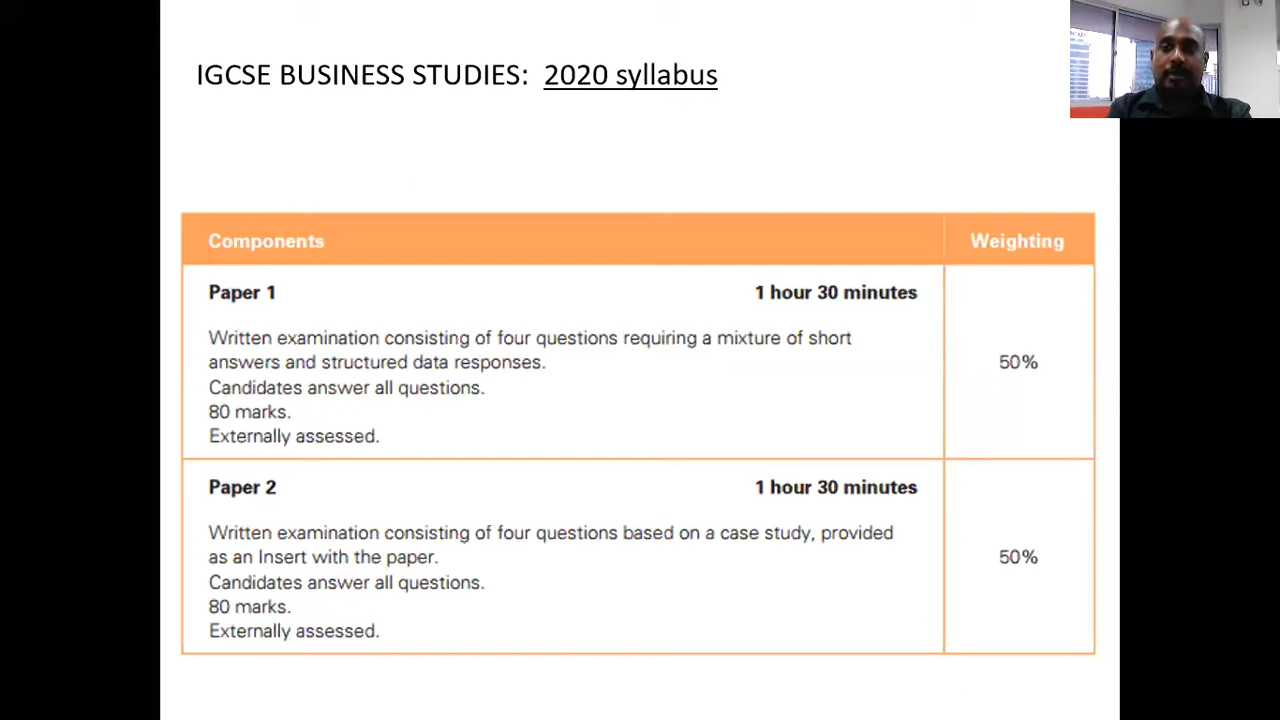 IGCSE BUSINESS STUDIES: 2020 syllabus
Components Weighting
Paper 1 1 hour 30 minutes
Written examination consisting of four questions requiring a mixture of short
answers and structured data responses.
50%
Candidates answer all questions.
80 marks.
Externally assessed.
Paper 2 1 hour 30 minutes
Written examination consisting of four questions based on a case study, provided
as an Insert with the paper.
50%
Candidates answer all questions.
80 marks.
Externally assessed.